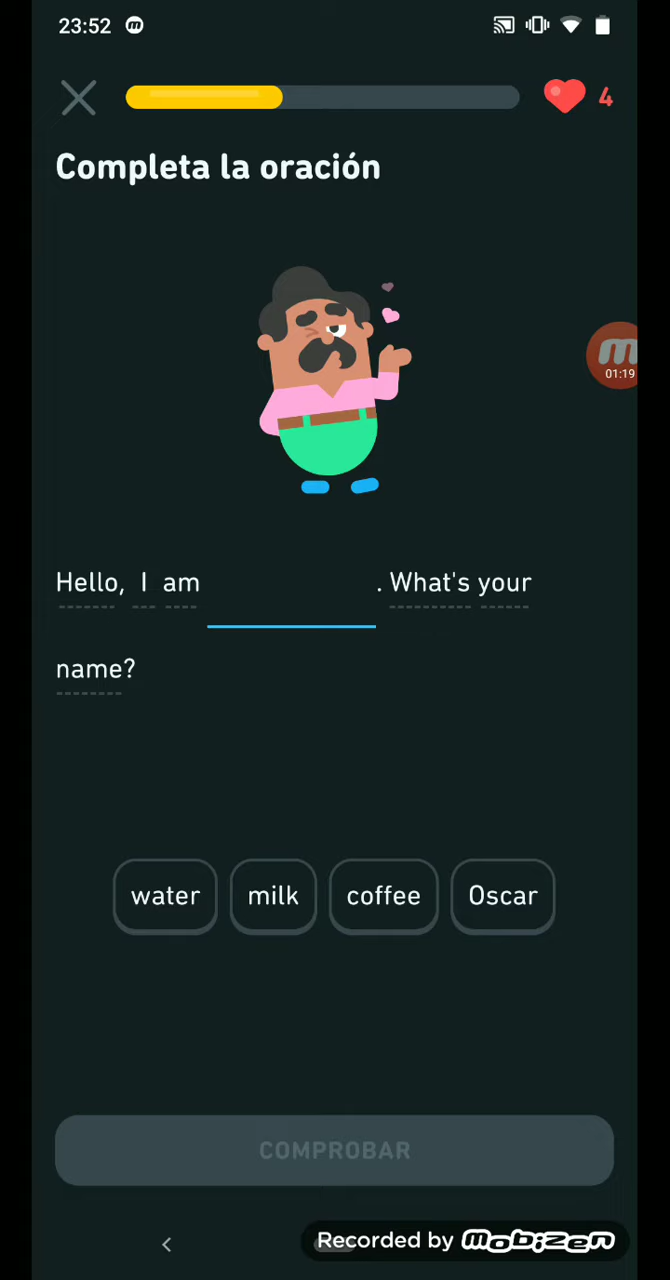 23:52
4
Completa la oración
01:19
Hello, I am . What's your
name?
water milk coffee Oscar
COMPROBAR
Recorded by mobizen